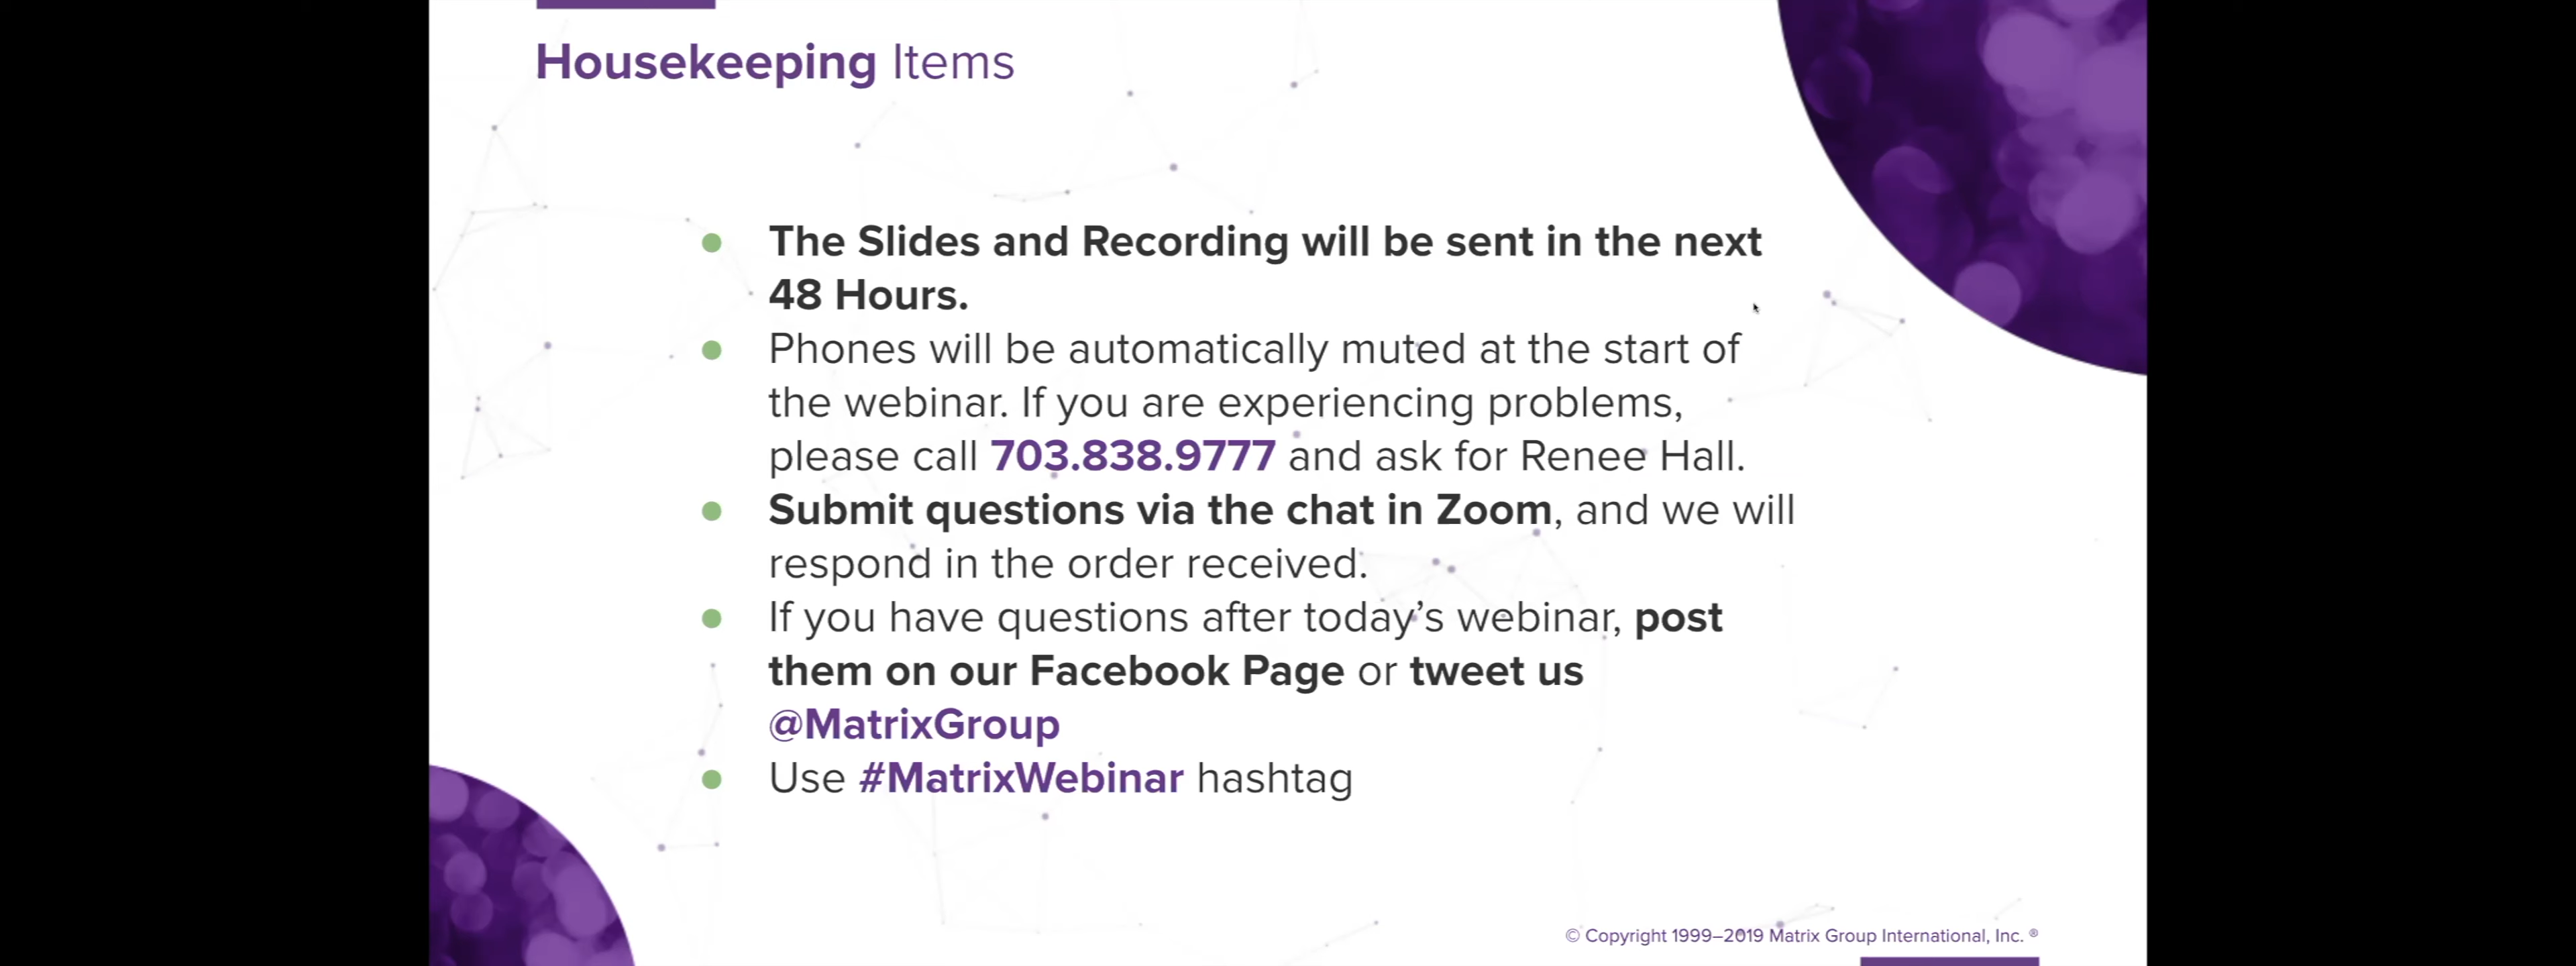 Housekeeping Items
The Slides and Recording will be sent in the next
48 Hours.
Phones will be automatically muted at the start of
the webinar. If you are experiencing problems,
please call 703.838.9777 and ask for Renee Hall.
Submit questions via the chat in Zoom, and we will
respond in the order received.
If you have questions after today’s webinar, post
them on our Facebook Page or tweet us
@MatrixGroup
Use #MatrixWebinar hashtag
© Copyright 1999–2019 Matrix Group International, Inc. ®